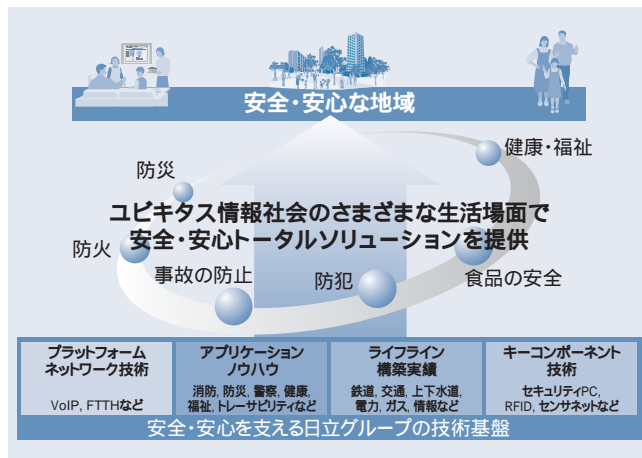 安全・安心な地域
健康・福祉
防災
ユビキタス情報社会のさまざまな生活場面で
安全・安心トータルソリューションを提供
防火
事故の防止
防犯
食品の安全
プラットフォーム
ネットワーク技術
VoIP, FTTHなど
アプリケーション
ノウハウ
消防, 防災, 警察, 健康,
福祉, トレーサビリティなど
ライフライン
構築実績
鉄道, 交通, 上下水道,
電力, ガス, 情報など
キーコンポーネント
技術
セキュリティPC,
RFID, センサネットなど
安全・安心を支える日立グループの技術基盤